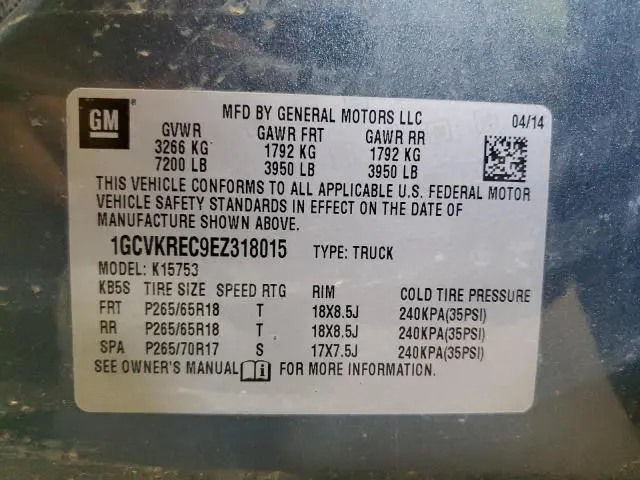 GM
MFD BY GENERAL MOTORS LLC 04/14
GVWR GAWR FRT GAWR RR
3266 KG 1792 KG 1792 KG
7200 LB 3950 LB 3950 LB
THIS VEHICLE CONFORMS TO ALL APPLICABLE U.S. FEDERAL MOTOR
VEHICLE SAFETY STANDARDS IN EFFECT ON THE DATE OF
MANUFACTURE SHOWN ABOVE.
1GCVKREC9EZ318015 TYPE: TRUCK
MODEL: K15753
KB5S TIRE SIZE SPEED RTG RIM COLD TIRE PRESSURE
FRT P265/65R18 T 18X8.5J 240KPA(35PSI)
RR P265/65R18 T 18X8.5J 240KPA(35PSI)
SPA P265/70R17 S 17X7.5J 240KPA(35PSI)
SEE OWNER'S MANUAL i FOR MORE INFORMATION.